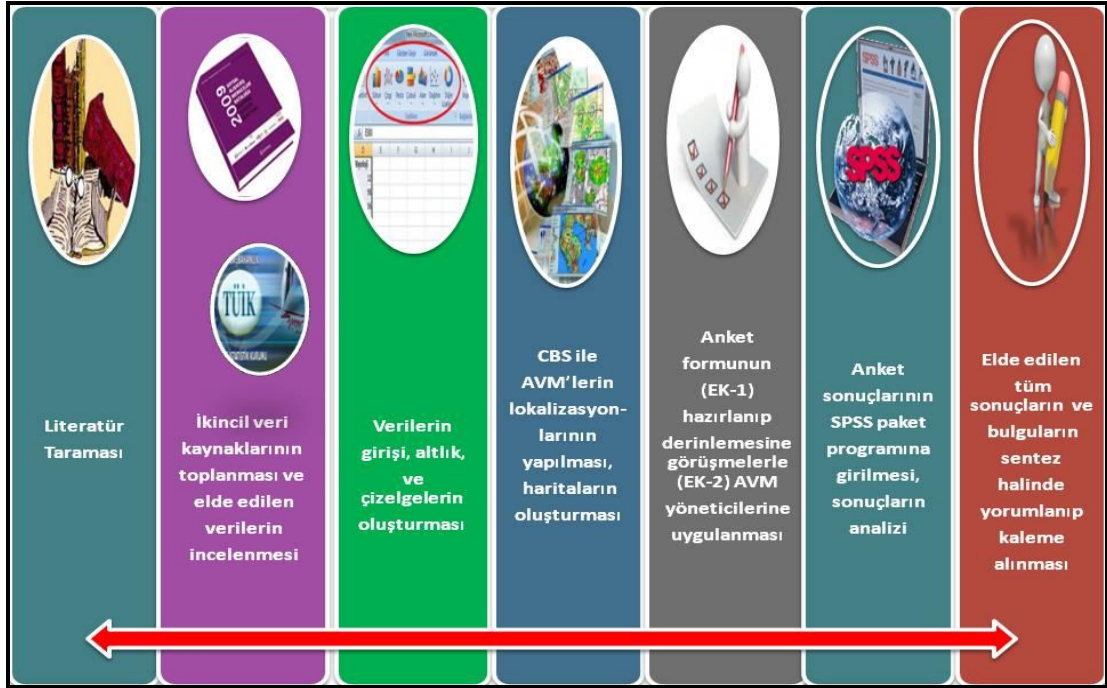 Literatür
Taraması
2009
TÜİK
İkincil veri
kaynaklarının
toplanması ve
elde edilen
verilerin
incelenmesi
Verilerin
girişi, altlık,
ve
çizelgelerin
oluşturması
CBS ile
AVM'lerin
lokalizasyon-
larının
yapılması,
haritaların
oluşturması
Anket
formunun
(EK-1)
hazırlanıp
derinlemesine
görüşmelerle
(EK-2) AVM
yöneticilerine
uygulanması
SPSS
SPSS
Anket
sonuçlarının
SPSS paket
programına
girilmesi,
sonuçların
analizi
Elde edilen
tüm
sonuçların ve
bulguların
sentez
halinde
yorumlanıp
kaleme
alınması